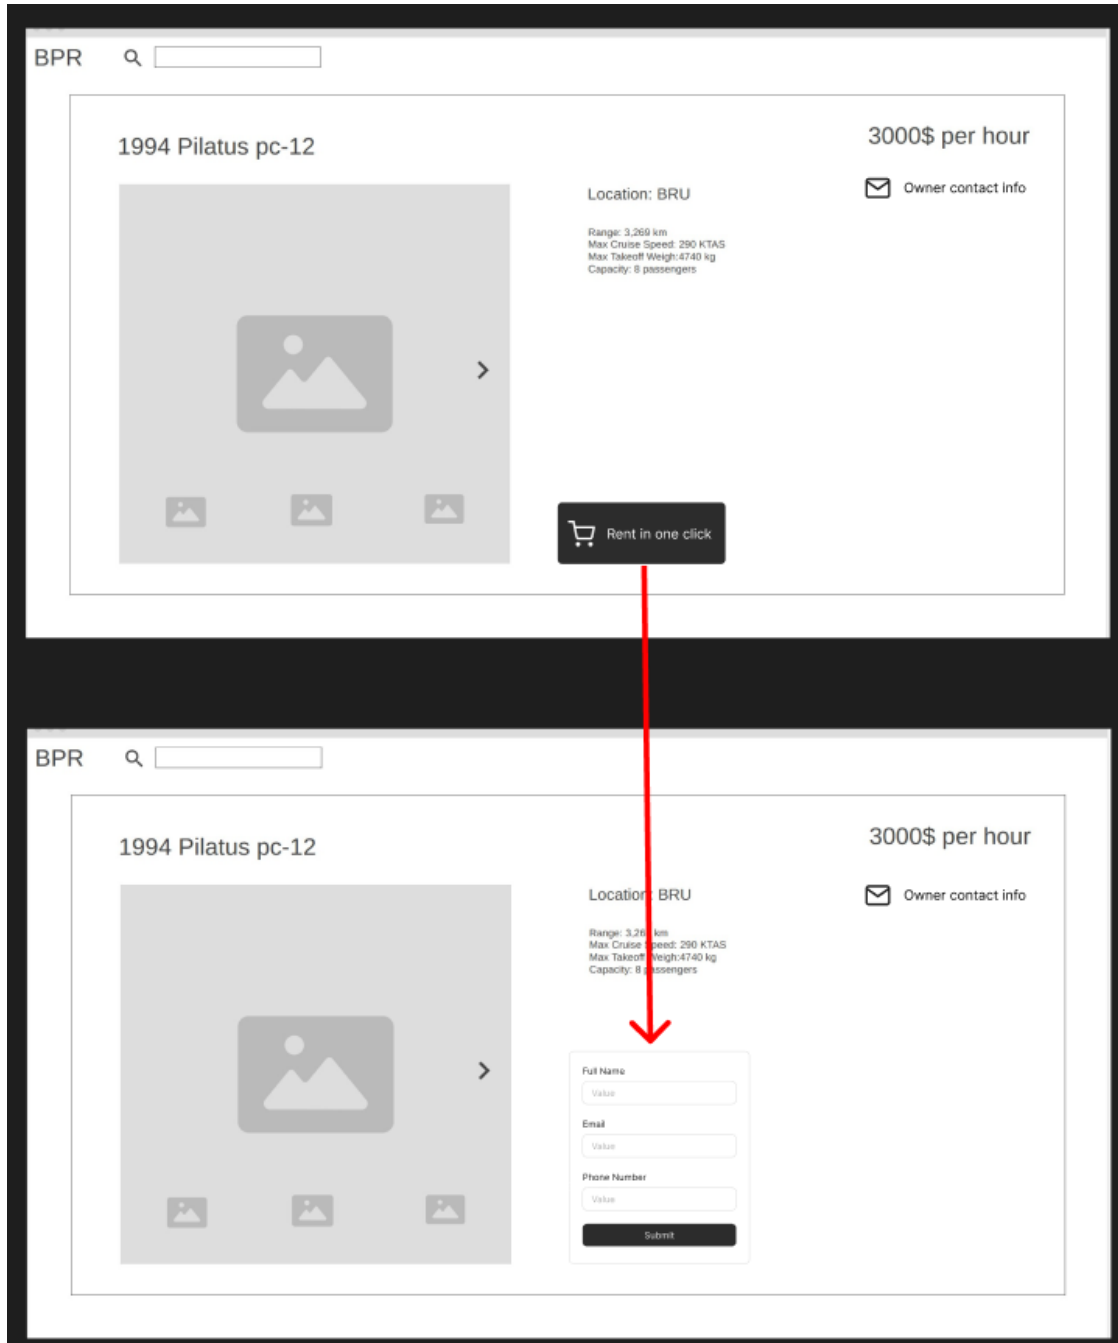 BPR
1994 Pilatus pc-12
3000$ per hour
Location: BRU
Owner contact info
Range: 3,269 km
Max Cruise Speed: 290 KTAS
Max Takeoff Weigh:4740 kg
Capacity: 8 passengers
Rent in one click
BPR
1994 Pilatus pc-12
3000$ per hour
Location: BRU
Owner contact info
Range: 3,269 km
Max Cruise Speed: 290 KTAS
Max Takeoff Weigh:4740 kg
Capacity: 8 passengers
Full Name
Value
Email
Value
Phone Number
Value
Submit